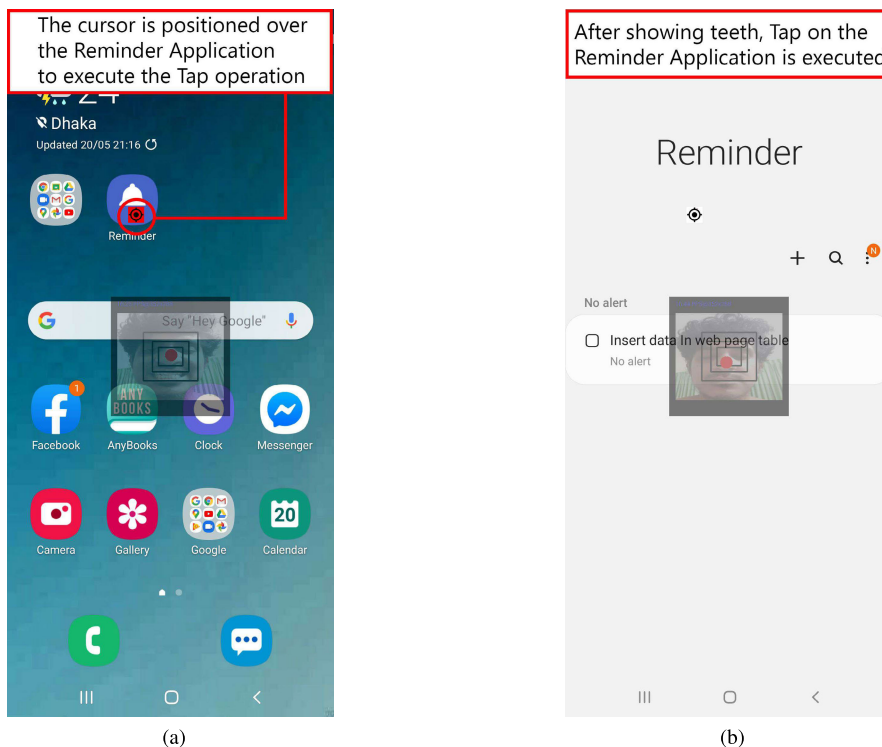 The cursor is positioned over
the Reminder Application
to execute the Tap operation
Dhaka
Updated 20/05 21:16
Reminder
Say "Hey Google"
1
ANY
BOOKS
Facebook
AnyBooks
Clock
Messenger
20
Camera
Gallery
Google
Calendar
(a)
After showing teeth, Tap on the
Reminder Application is executed
Reminder
N
No alert
Insert data In web page table
No alert
(b)